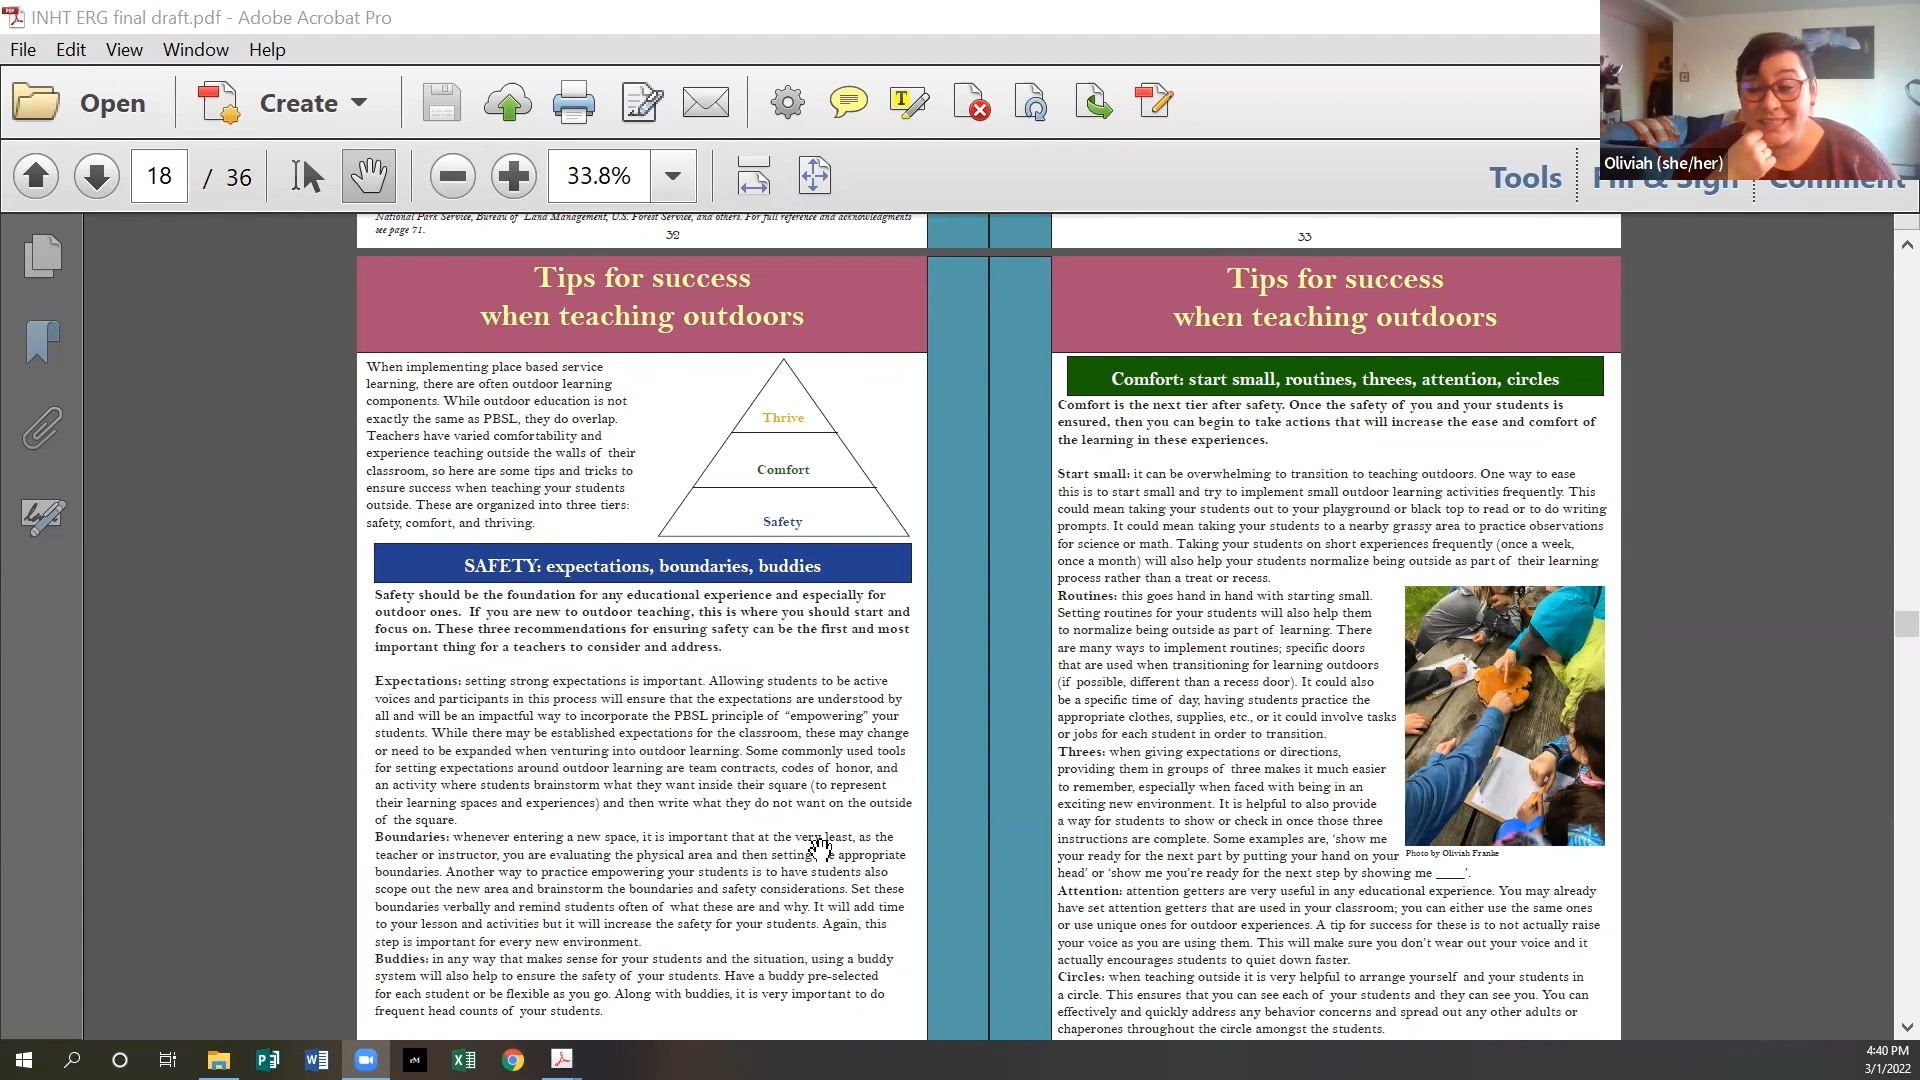 INHT ERG final draft.pdf - Adobe Acrobat Pro
File Edit View Window Help
Open
Create
18 / 36
33.8%
Tools
Fill & Sign
Comment
Oliviah (she/her)
National Park Service, Bureau of Land Management, U.S. Forest Service, and others. For full reference and acknowledgments
see page 71.
32
33
Tips for success
when teaching outdoors
When implementing place based service
learning, there are often outdoor learning
components. While outdoor education is not
exactly the same as PBSL, they do overlap.
Teachers have varied comfortability and
experience teaching outside the walls of their
classroom, so here are some tips and tricks to
ensure success when teaching your students
outside. These are organized into three tiers:
safety, comfort, and thriving.
Thrive
Comfort
Safety
SAFETY: expectations, boundaries, buddies
Safety should be the foundation for any educational experience and especially for
outdoor ones. If you are new to outdoor teaching, this is where you should start and
focus on. These three recommendations for ensuring safety can be the first and most
important thing for a teachers to consider and address.
Expectations: setting strong expectations is important. Allowing students to be active
voices and participants in this process will ensure that the expectations are understood by
all and will be an impactful way to incorporate the PBSL principle of “empowering” your
students. While there may be established expectations for the classroom, these may change
or need to be expanded when venturing into outdoor learning. Some commonly used tools
for setting expectations around outdoor learning are team contracts, codes of honor, and
an activity where students brainstorm what they want inside their square (to represent
their learning spaces and experiences) and then write what they do not want on the outside
of the square.
Boundaries: whenever entering a new space, it is important that at the very least, as the
teacher or instructor, you are evaluating the physical area and then setting appropriate
boundaries. Another way to practice empowering your students is to have students also
scope out the new area and brainstorm the boundaries and safety considerations. Set these
boundaries verbally and remind students often of what these are and why. It will add time
to your lesson and activities but it will increase the safety for your students. Again, this
step is important for every new environment.
Buddies: in any way that makes sense for your students and the situation, using a buddy
system will also help to ensure the safety of your students. Have a buddy pre-selected
for each student or be flexible as you go. Along with buddies, it is very important to do
frequent head counts of your students.
Tips for success
when teaching outdoors
Comfort: start small, routines, threes, attention, circles
Comfort is the next tier after safety. Once the safety of you and your students is
ensured, then you can begin to take actions that will increase the ease and comfort of
the learning in these experiences.
Start small: it can be overwhelming to transition to teaching outdoors. One way to ease
this is to start small and try to implement small outdoor learning activities frequently. This
could mean taking your students out to your playground or black top to read or to do writing
prompts. It could mean taking your students to a nearby grassy area to practice observations
for science or math. Taking your students on short experiences frequently (once a week,
once a month) will also help your students normalize being outside as part of their learning
process rather than a treat or recess.
Routines: this goes hand in hand with starting small.
Setting routines for your students will also help them
to normalize being outside as part of learning. There
are many ways to implement routines; specific doors
that are used when transitioning for learning outdoors
(if possible, different than a recess door). It could also
be a specific time of day, having students practice the
appropriate clothes, supplies, etc., or it could involve tasks
or jobs for each student in order to transition.
Threes: when giving expectations or directions,
providing them in groups of three makes it much easier
to remember, especially when faced with being in an
exciting new environment. It is helpful to also provide
a way for students to show or check in once those three
instructions are complete. Some examples are, ‘show me
your ready for the next part by putting your hand on your
head’ or ‘show me you’re ready for the next step by showing me ____’.
Photo by Oliviah Franke
Attention: attention getters are very useful in any educational experience. You may already
have set attention getters that are used in your classroom; you can either use the same ones
or use unique ones for outdoor experiences. A tip for success for these is to not actually raise
your voice as you are using them. This will make sure you don’t wear out your voice and it
actually encourages students to quiet down faster.
Circles: when teaching outside it is very helpful to arrange yourself and your students in
a circle. This ensures that you can see each of your students and they can see you. You can
effectively and quickly address any behavior concerns and spread out any other adults or
chaperones throughout the circle amongst the students.
4:40 PM
3/1/2022